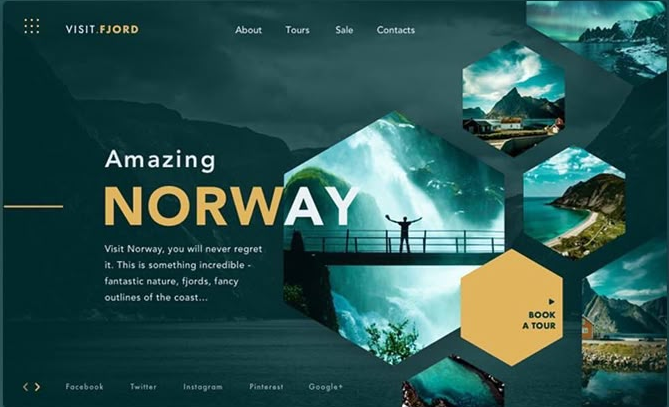 VISIT.FJORD
About Tours Sale Contacts
Amazing
NORWAY
Visit Norway, you will never regret
it. This is something incredible -
fantastic nature, fjords, fancy
outlines of the coast...
BOOK
A TOUR
Facebook Twitter Instagram Pinterest Google+